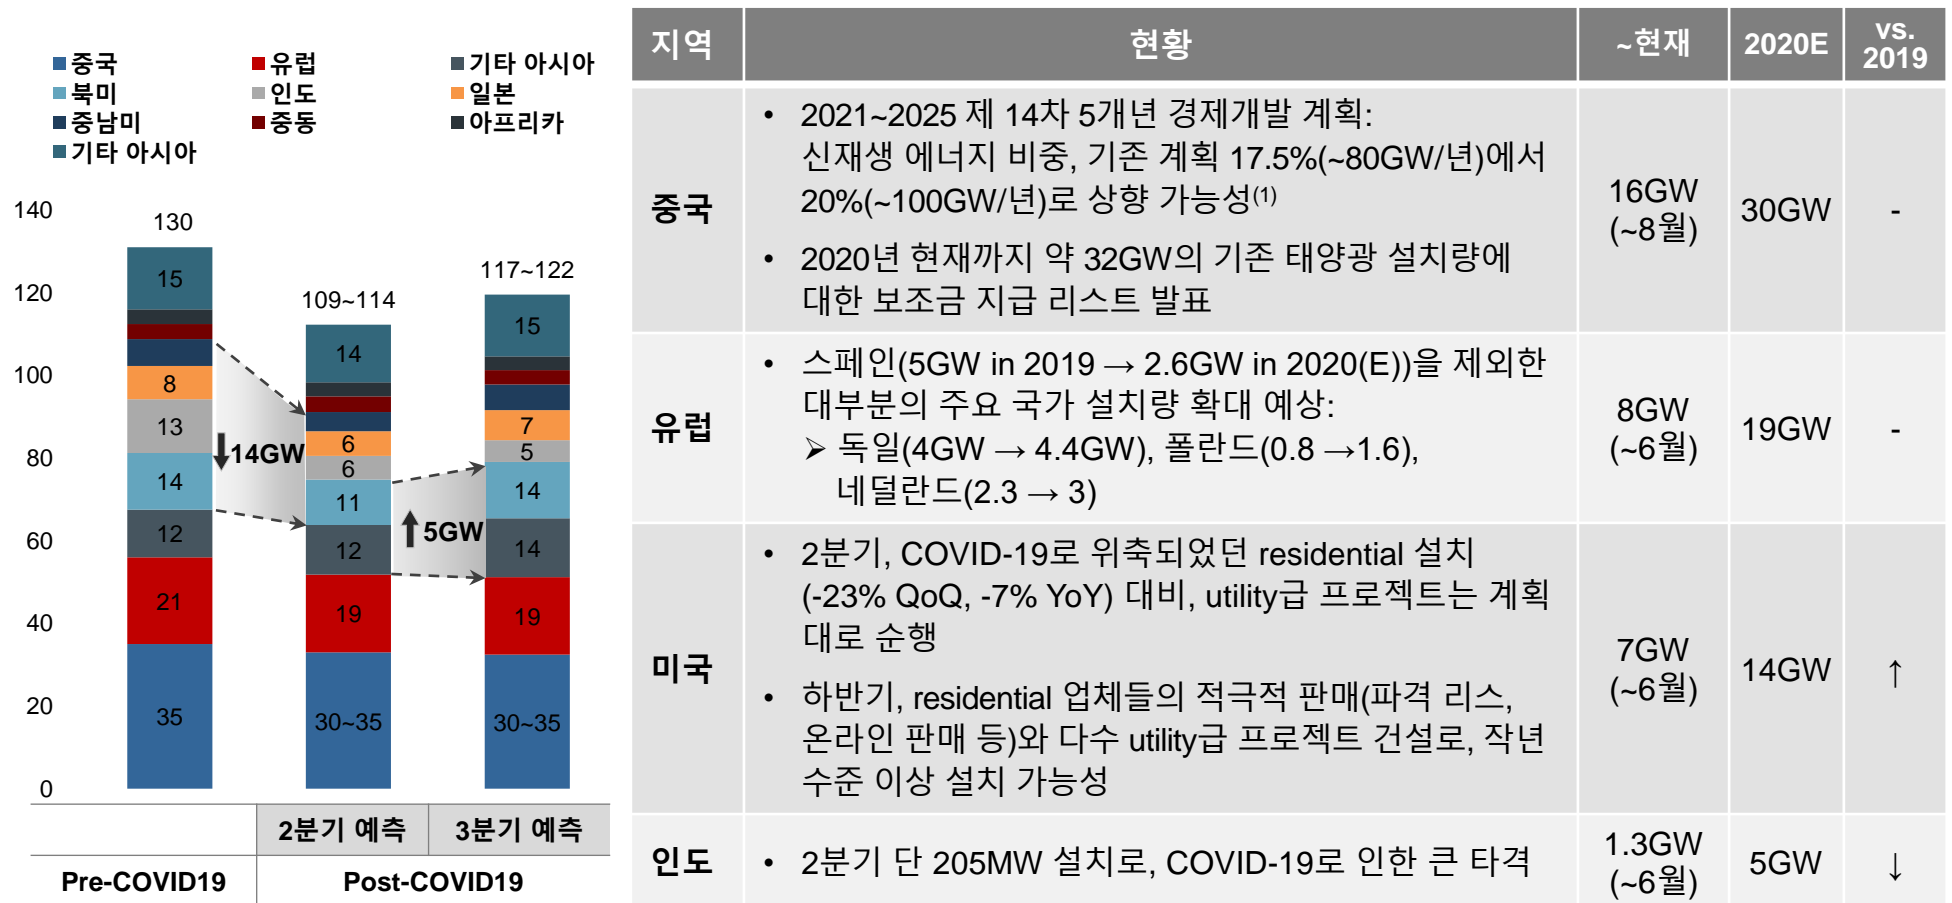 중국
유럽
기타 아시아
북미
인도
일본
중남미
중동
아프리카
기타 아시아
140
120
100
80
60
40
20
0
130
15
8
13
14
12
21
35
14GW
109~114
14
6
6
11
12
19
30~35
5GW
117~122
15
7
5
14
14
19
30~35
2분기 예측
3분기 예측
Pre-COVID19
Post-COVID19
지역
현황
~현재
2020E
vs.
2019
중국
• 2021~2025 제 14차 5개년 경제개발 계획:
신재생 에너지 비중, 기존 계획 17.5%(~80GW/년)에서
20%(~100GW/년)로 상향 가능성(1)
• 2020년 현재까지 약 32GW의 기존 태양광 설치량에
대한 보조금 지급 리스트 발표
16GW
(~8월)
30GW
-
유럽
• 스페인(5GW in 2019 → 2.6GW in 2020(E))을 제외한
대부분의 주요 국가 설치량 확대 예상:
➢ 독일(4GW → 4.4GW), 폴란드(0.8 →1.6),
네덜란드(2.3 → 3)
8GW
(~6월)
19GW
-
미국
• 2분기, COVID-19로 위축되었던 residential 설치
(-23% QoQ, -7% YoY) 대비, utility급 프로젝트는 계획
대로 순행
• 하반기, residential 업체들의 적극적 판매(파격 리스,
온라인 판매 등)와 다수 utility급 프로젝트 건설로, 작년
수준 이상 설치 가능성
7GW
(~6월)
14GW
↑
인도
• 2분기 단 205MW 설치로, COVID-19로 인한 큰 타격
1.3GW
(~6월)
5GW
↓